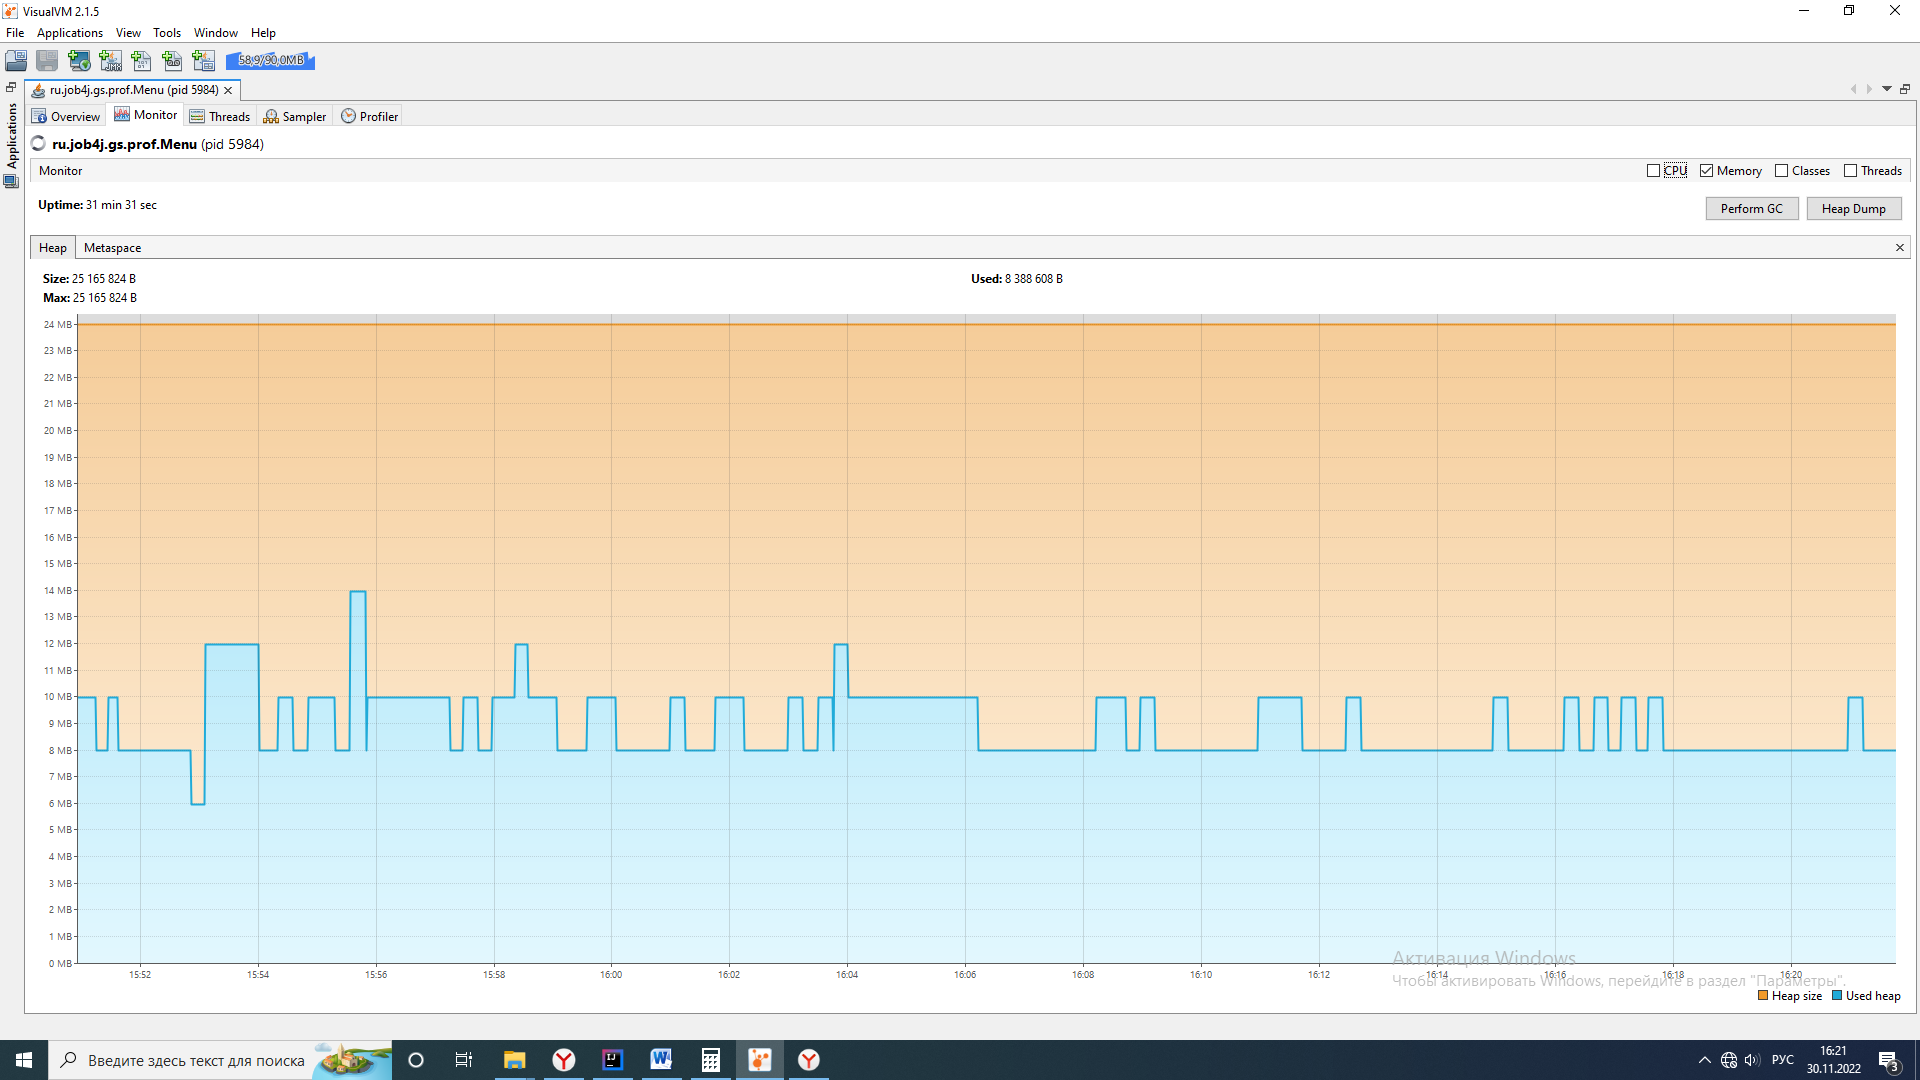 VisualVM 2.1.5
File Applications View Tools Window Help
58,9/90,0MB
ru.job4j.gs.prof.Menu (pid 5984)
Applications
Overview Monitor Threads Sampler Profiler
ru.job4j.gs.prof.Menu (pid 5984)
Monitor CPU Memory Classes Threads
Uptime: 31 min 31 sec
Perform GC Heap Dump
Heap Metaspace
Size: 25 165 824 B Used: 8 388 608 B
Max: 25 165 824 B
24 MB
23 MB
22 MB
21 MB
20 MB
19 MB
18 MB
17 MB
16 MB
15 MB
14 MB
13 MB
12 MB
11 MB
10 MB
9 MB
8 MB
7 MB
6 MB
5 MB
4 MB
3 MB
2 MB
1 MB
0 MB
15:52 15:54 15:56 15:58 16:00 16:02 16:04 16:06 16:08 16:10 16:12 16:14 16:16 16:18 16:20
Активация Windows
Чтобы активировать Windows, перейдите в раздел "Параметры".
Heap size Used heap
Введите здесь текст для поиска
РУС
16:21
30.11.2022
3